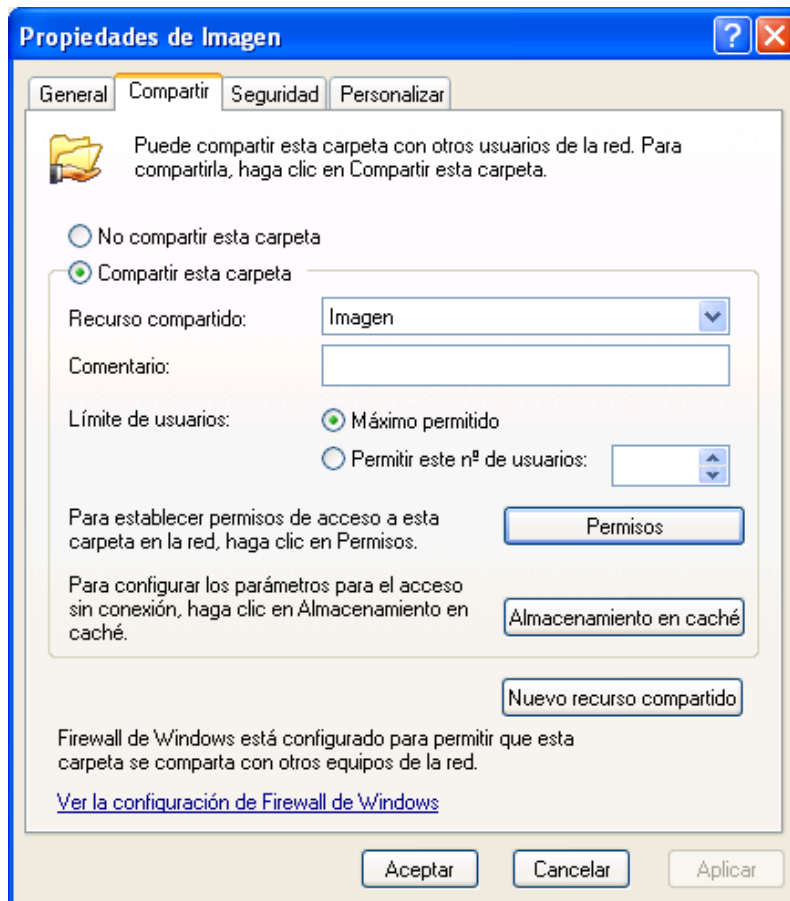 Propiedades de Imagen
General Compartir Seguridad Personalizar
Puede compartir esta carpeta con otros usuarios de la red. Para
compartirla, haga clic en Compartir esta carpeta.
No compartir esta carpeta
Compartir esta carpeta
Recurso compartido: Imagen
Comentario:
Límite de usuarios: Máximo permitido
Permitir este nº de usuarios:
Para establecer permisos de acceso a esta
carpeta en la red, haga clic en Permisos.
Permisos
Para configurar los parámetros para el acceso
sin conexión, haga clic en Almacenamiento en
caché.
Almacenamiento en caché
Nuevo recurso compartido
Firewall de Windows está configurado para permitir que esta
carpeta se comparta con otros equipos de la red.
Ver la configuración de Firewall de Windows
Aceptar Cancelar Aplicar